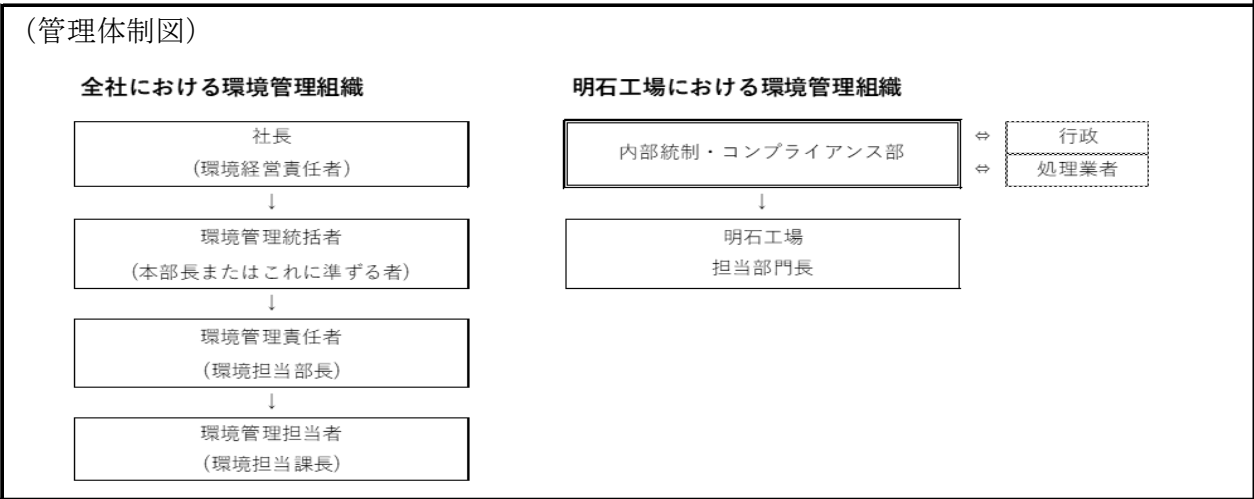 （管理体制図）
全社における環境管理組織
社長
(環境経営責任者)
↓
環境管理統括者
(本部長またはこれに準ずる者)
↓
環境管理責任者
(環境担当部長)
↓
環境管理担当者
(環境担当課長)
明石工場における環境管理組織
内部統制・コンプライアンス部
⇔ 行政
⇔ 処理業者
↓
明石工場
担当部門長